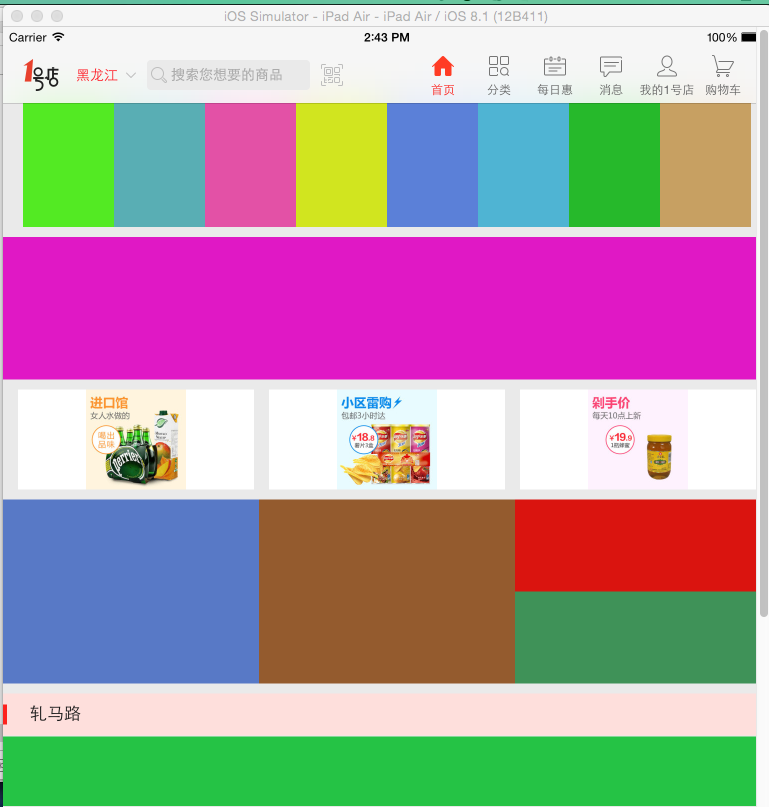 iOS Simulator - iPad Air - iPad Air / iOS 8.1 (12B411)
Carrier 2:43 PM 100%
1号店 黑龙江 搜索您想要的商品
首页 分类 每日惠 消息 我的1号店 购物车
进口馆
女人水做的
喝出
品味
perrier
小区雷购
包邮3小时达
¥18.8
薯片3盒
剁手价
每天10点上新
¥19.9
1瓶蜂蜜
轧马路